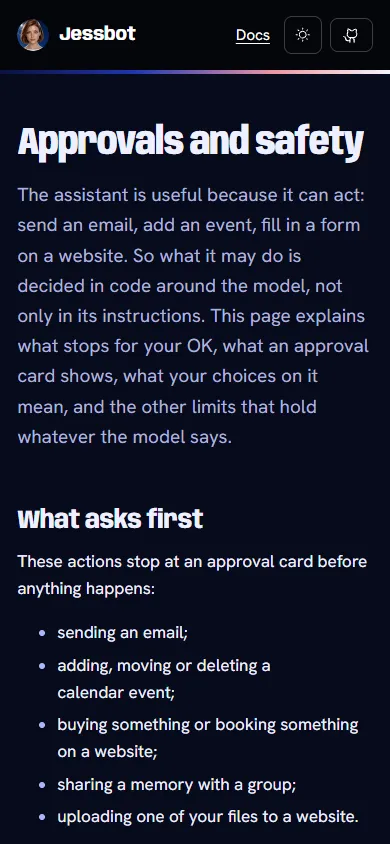 Jessbot
Docs
Approvals and safety
The assistant is useful because it can act:
send an email, add an event, fill in a form
on a website. So what it may do is
decided in code around the model, not
only in its instructions. This page explains
what stops for your OK, what an approval
card shows, what your choices on it
mean, and the other limits that hold
whatever the model says.
What asks first
These actions stop at an approval card before
anything happens:
sending an email;
adding, moving or deleting a
calendar event;
buying something or booking something
on a website;
sharing a memory with a group;
uploading one of your files to a website.